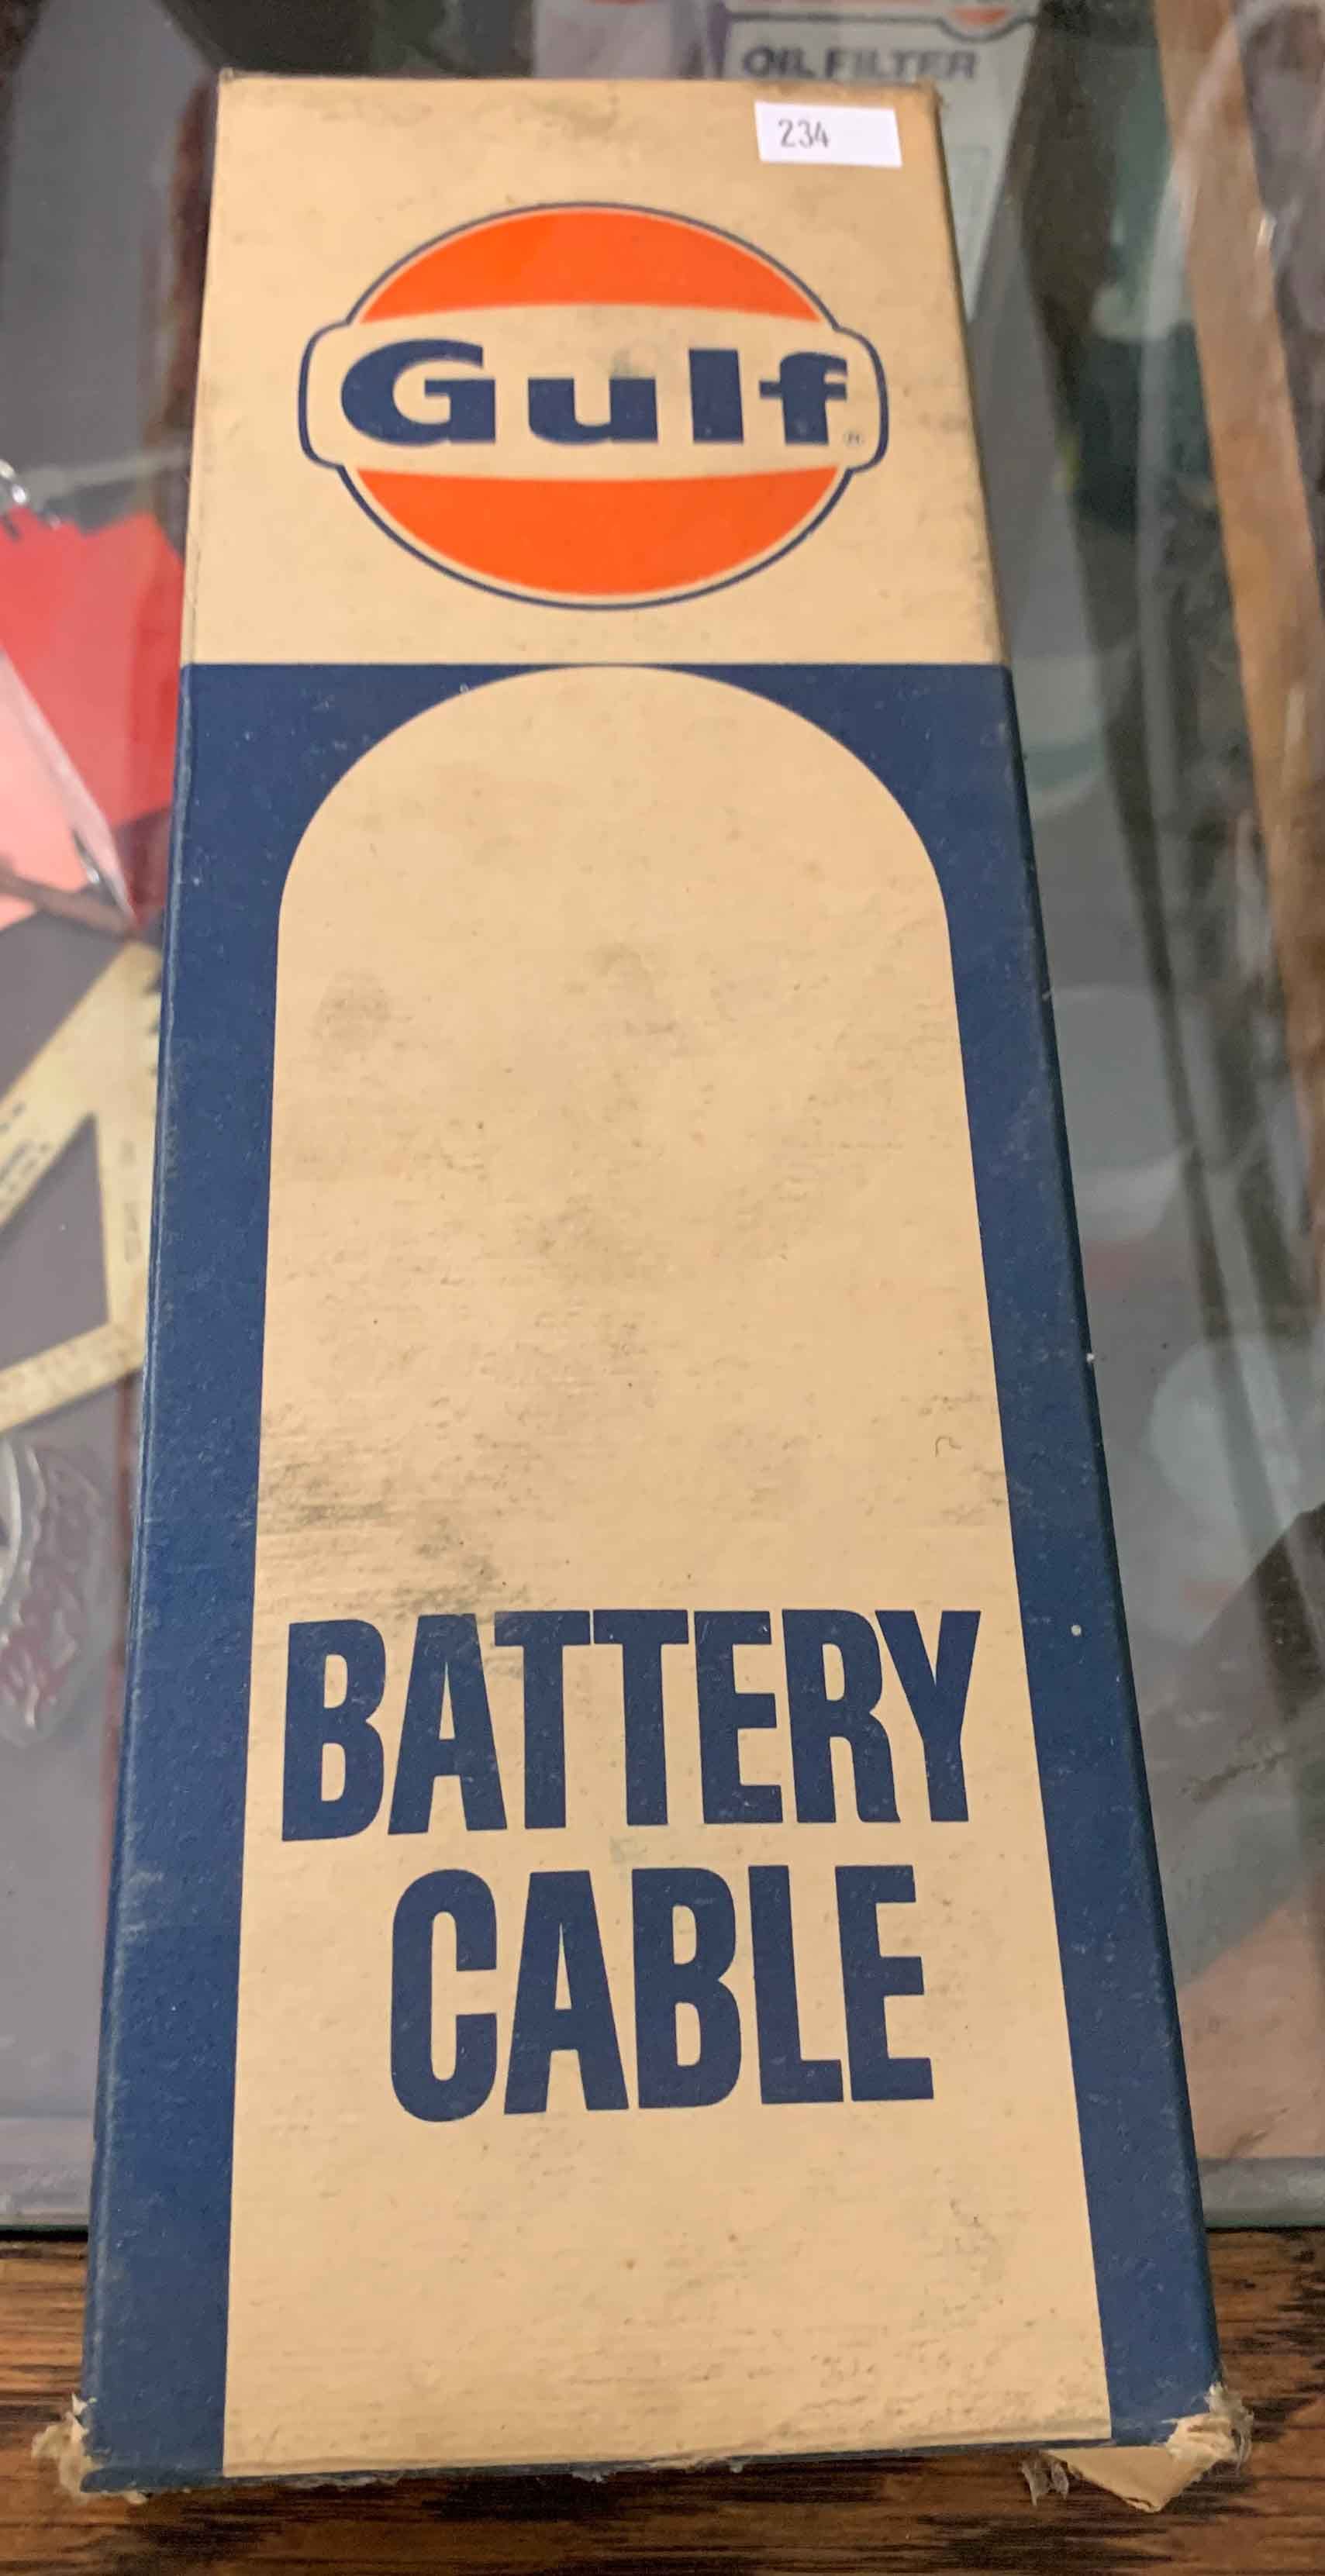 OIL FILTER
234
Gulf®
BATTERY
CABLE